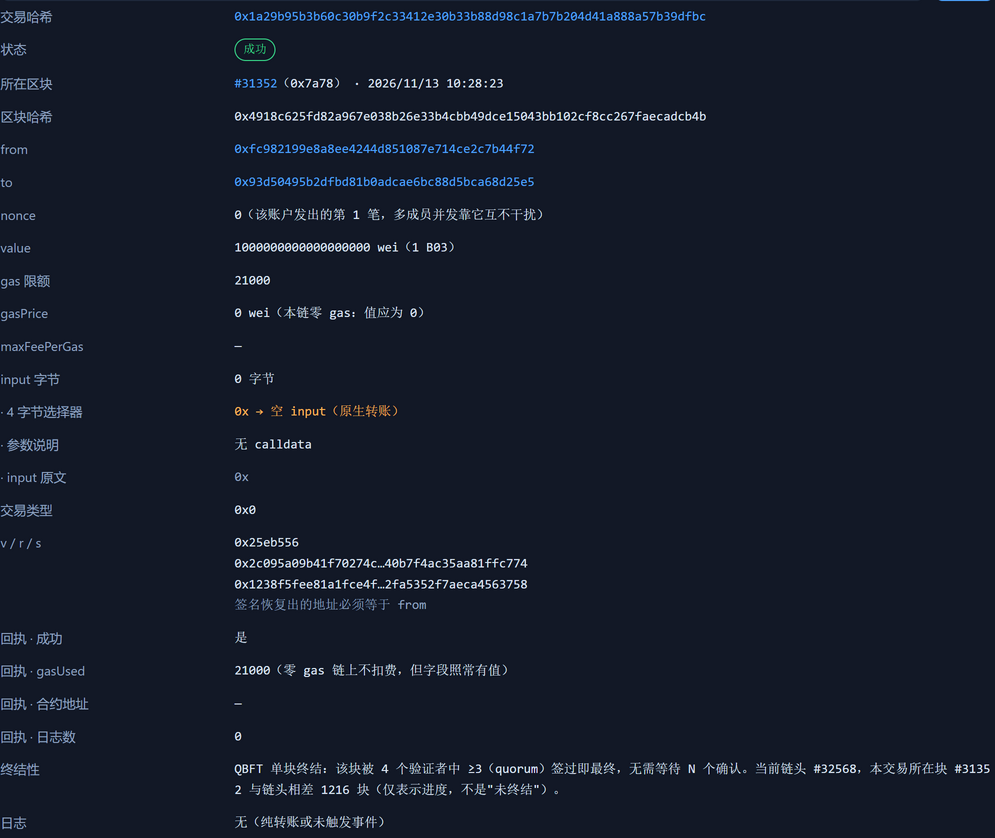 交易哈希 0x1a29b95b3b60c30b9f2c33412e30b33b88d98c1a7b7b204d41a888a57b39dfbc
状态 成功
所在区块 #31352（0x7a78） · 2026/11/13 10:28:23
区块哈希 0x4918c625fd82a967e038b26e33b4cbb49dce15043bb102cf8cc267faecadcb4b
from 0xfc982199e8a8ee4244d851087e714ce2c7b44f72
to 0x93d50495b2dfbd81b0adcae6bc88d5bca68d25e5
nonce 0（该账户发出的第 1 笔，多成员并发靠它互不干扰）
value 1000000000000000000 wei（1 B03）
gas 限额 21000
gasPrice 0 wei（本链零 gas：值应为 0）
maxFeePerGas —
input 字节 0 字节
· 4 字节选择器 0x → 空 input（原生转账）
· 参数说明 无 calldata
· input 原文 0x
交易类型 0x0
v / r / s 0x25eb556
0x2c095a09b41f70274c…40b7f4ac35aa81ffc774
0x1238f5fee81a1fce4f…2fa5352f7aeca4563758
签名恢复出的地址必须等于 from
回执 · 成功 是
回执 · gasUsed 21000（零 gas 链上不扣费，但字段照常有值）
回执 · 合约地址 —
回执 · 日志数 0
终结性 QBFT 单块终结：该块被 4 个验证者中 ≥3（quorum）签过即最终，无需等待 N 个确认。当前链头 #32568，本交易所在块 #3135
2 与链头相差 1216 块（仅表示进度，不是"未终结"）。
日志 无（纯转账或未触发事件）